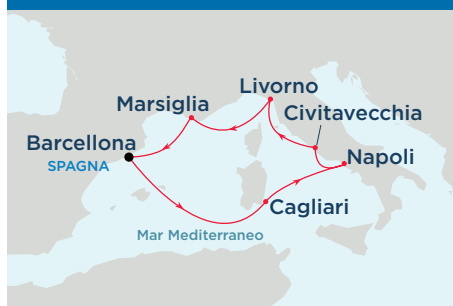 Livorno
Marsiglia
Civitavecchia
Barcellona
SPAGNA
Napoli
Cagliari
Mar Mediterraneo